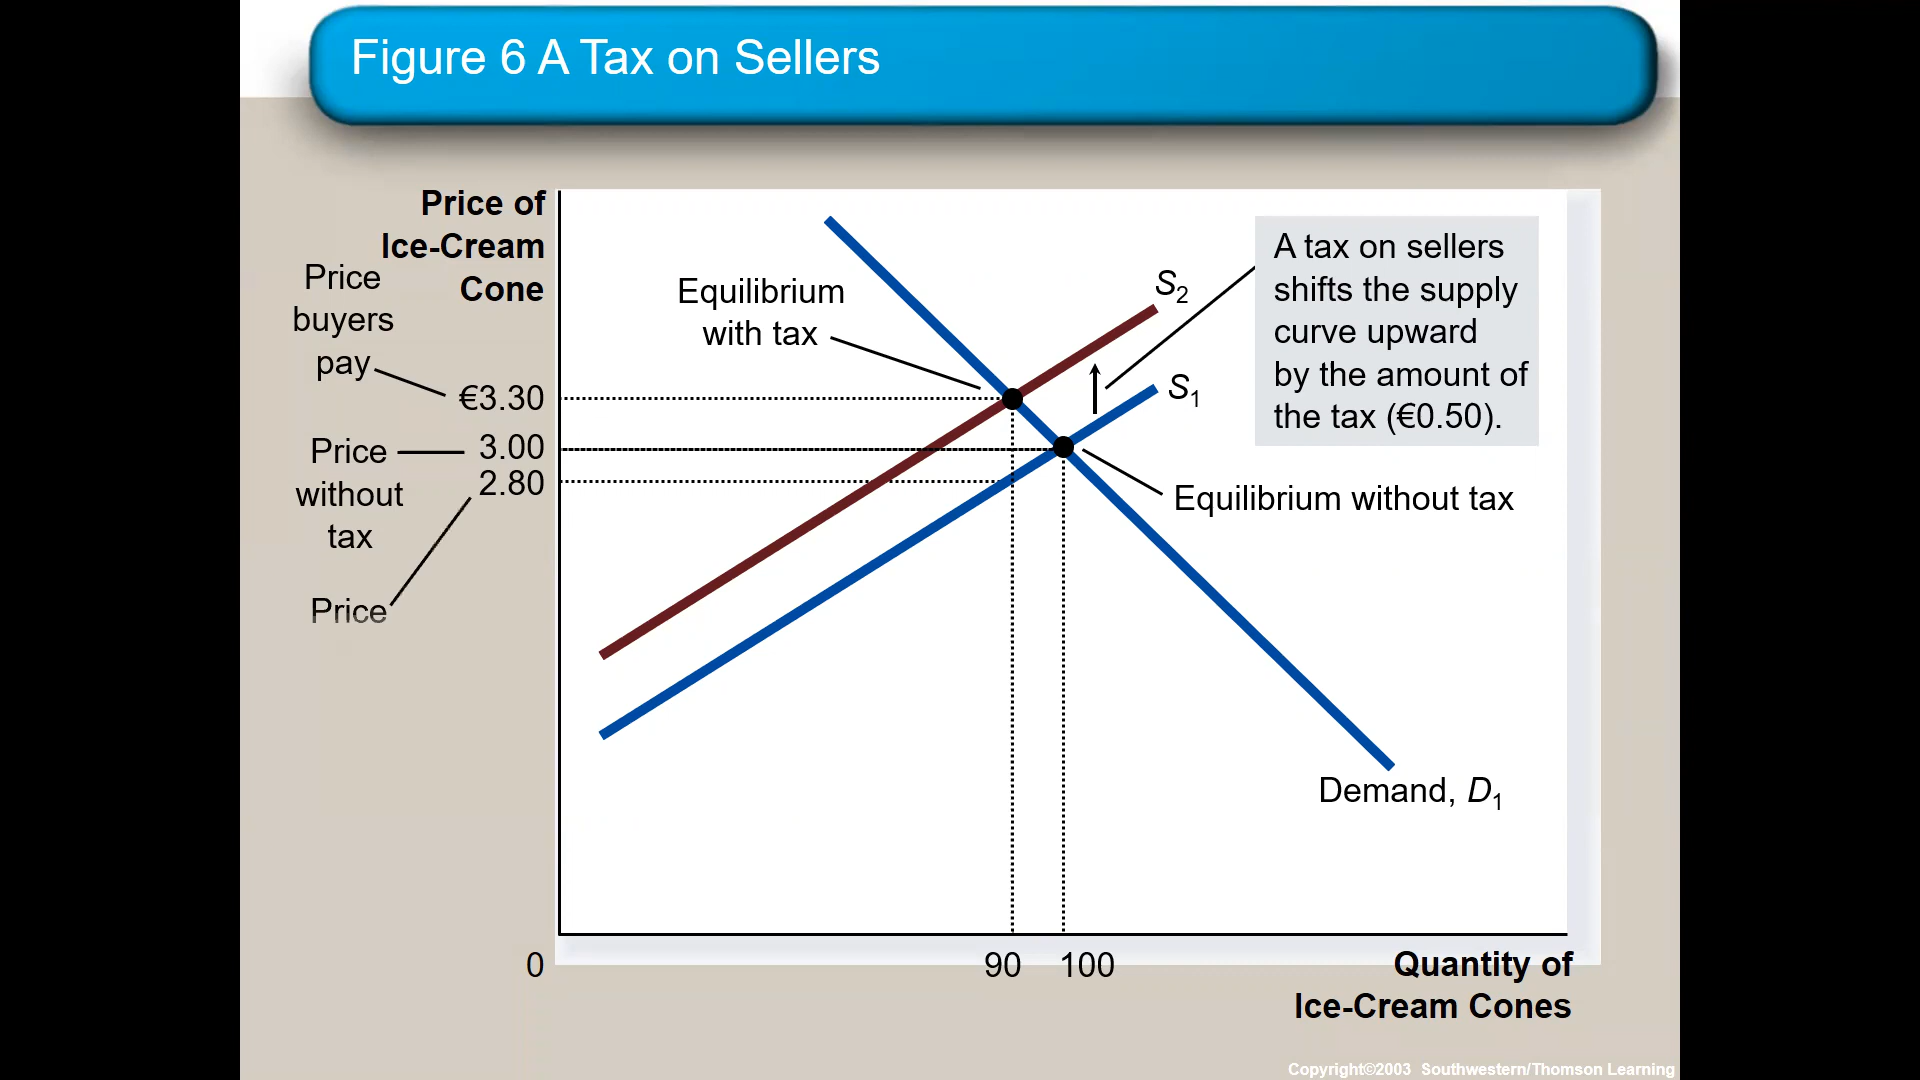 Figure 6 A Tax on Sellers
Price of
Ice-Cream
Cone
Price
buyers
pay
€3.30
Price
without
tax
3.00
2.80
Price
Equilibrium
with tax
S2
S1
A tax on sellers
shifts the supply
curve upward
by the amount of
the tax (€0.50).
Equilibrium without tax
Demand, D1
0
90
100
Quantity of
Ice-Cream Cones
Copyright©2003 Southwestern/Thomson Learning